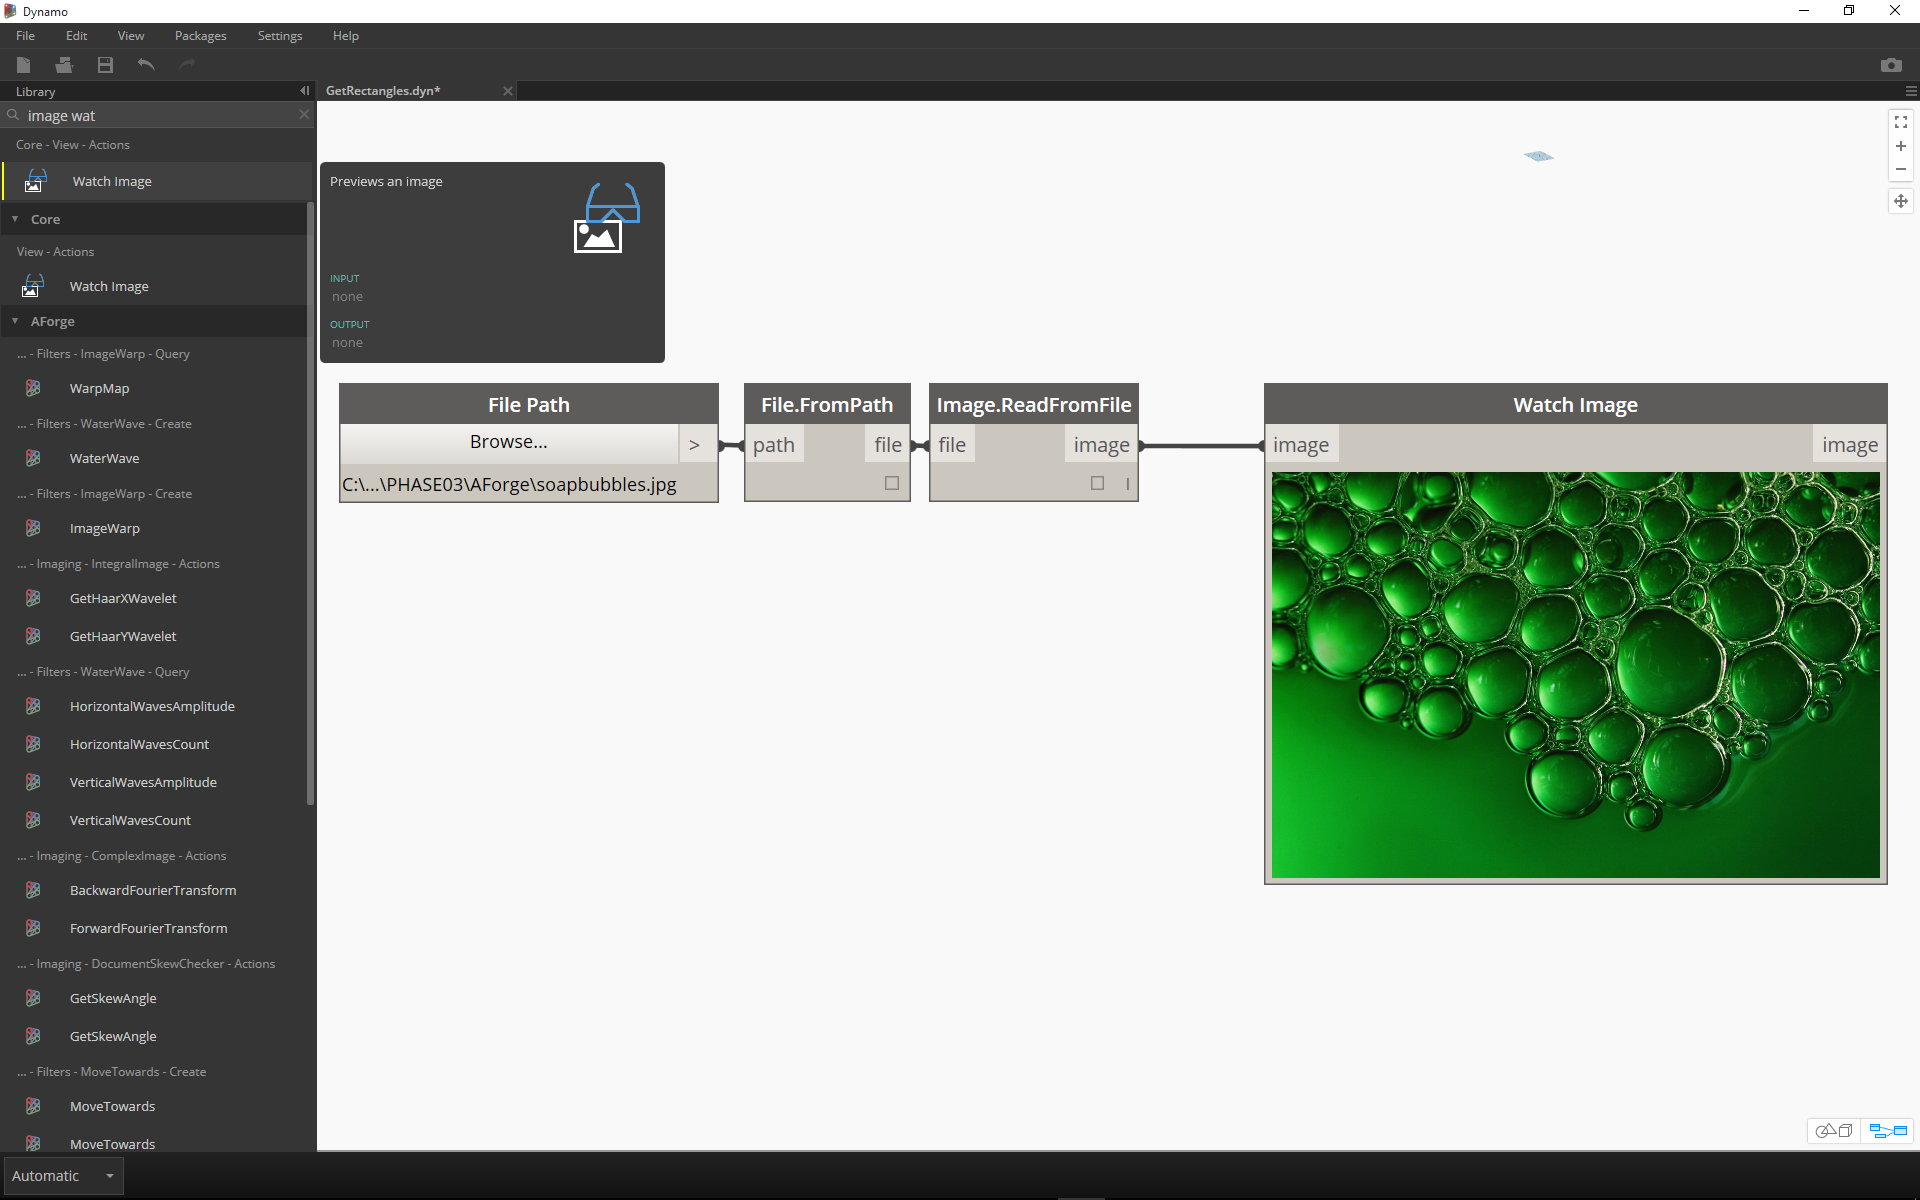 Dynamo
File Edit View Packages Settings Help
Library
GetRectangles.dyn*
image wat
Core - View - Actions
Watch Image
Core
View - Actions
Watch Image
AForge
... - Filters - ImageWarp - Query
WarpMap
... - Filters - WaterWave - Create
WaterWave
... - Filters - ImageWarp - Create
ImageWarp
... - Imaging - IntegralImage - Actions
GetHaarXWavelet
GetHaarYWavelet
... - Filters - WaterWave - Query
HorizontalWavesAmplitude
HorizontalWavesCount
VerticalWavesAmplitude
VerticalWavesCount
... - Imaging - ComplexImage - Actions
BackwardFourierTransform
ForwardFourierTransform
... - Imaging - DocumentSkewChecker - Actions
GetSkewAngle
GetSkewAngle
... - Filters - MoveTowards - Create
MoveTowards
MoveTowards
Automatic
Previews an image
INPUT
none
OUTPUT
none
File Path
Browse...
>
C:\...\PHASE03\AForge\soapbubbles.jpg
File.FromPath
path file
Image.ReadFromFile
file image
Watch Image
image image